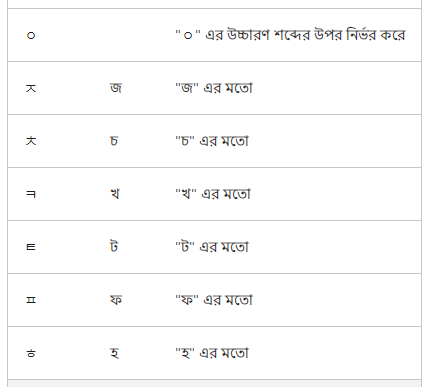 ㅇ "ㅇ" এর উচ্চারণ শব্দের উপর নির্ভর করে
ㅈ জ "জ" এর মতো
ㅊ চ "চ" এর মতো
ㅋ খ "খ" এর মতো
ㅌ ট "ট" এর মতো
ㅍ ফ "ফ" এর মতো
ㅎ হ "হ" এর মতো